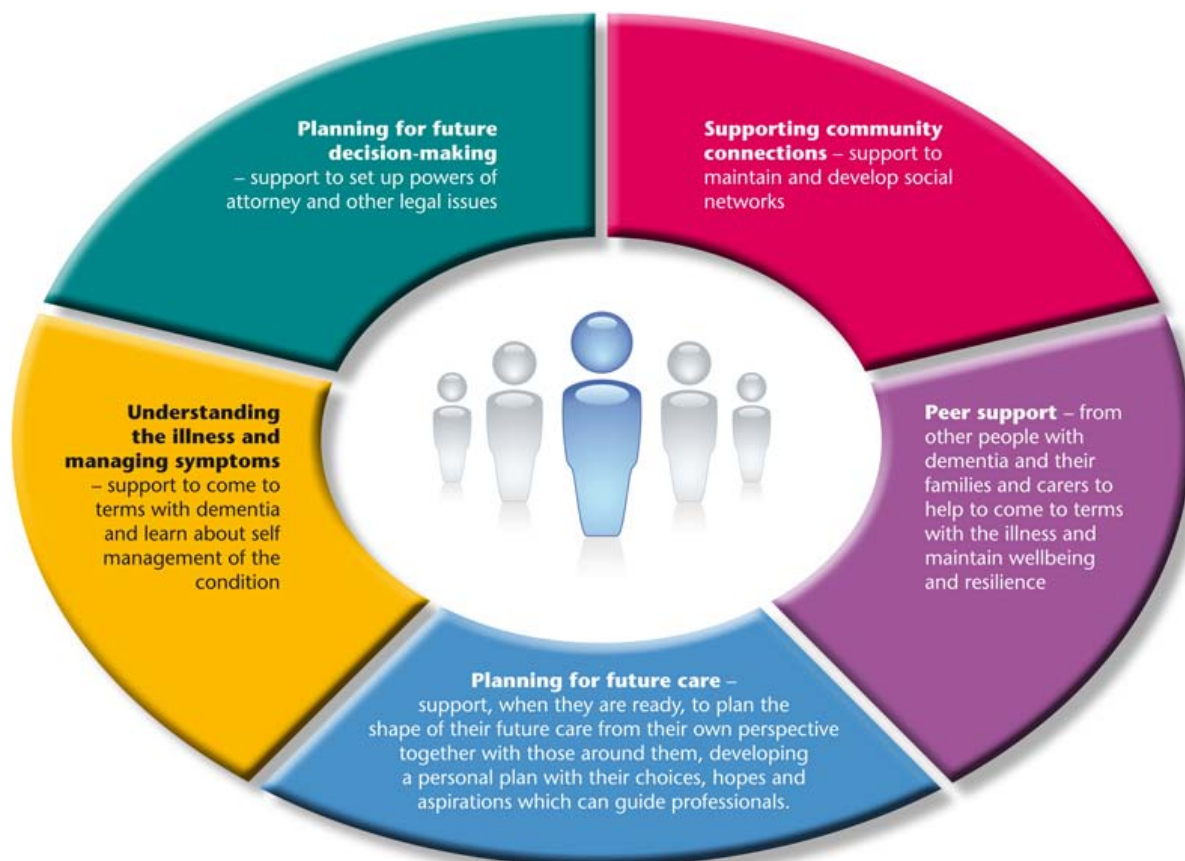 Planning for future
decision-making
– support to set up powers of
attorney and other legal issues
Supporting community
connections – support to
maintain and develop social
networks
Understanding
the illness and
managing symptoms
– support to come to
terms with dementia
and learn about self
management of the
condition
Peer support – from
other people with
dementia and their
families and carers to
help to come to terms
with the illness and
maintain wellbeing
and resilience
Planning for future care –
support, when they are ready, to plan the
shape of their future care from their own perspective
together with those around them, developing
a personal plan with their choices, hopes and
aspirations which can guide professionals.